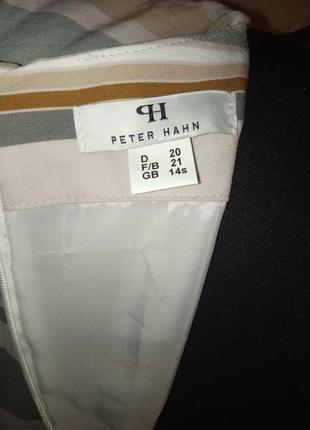 PH
PETER HAHN
D 20
F/B 21
GB 14s